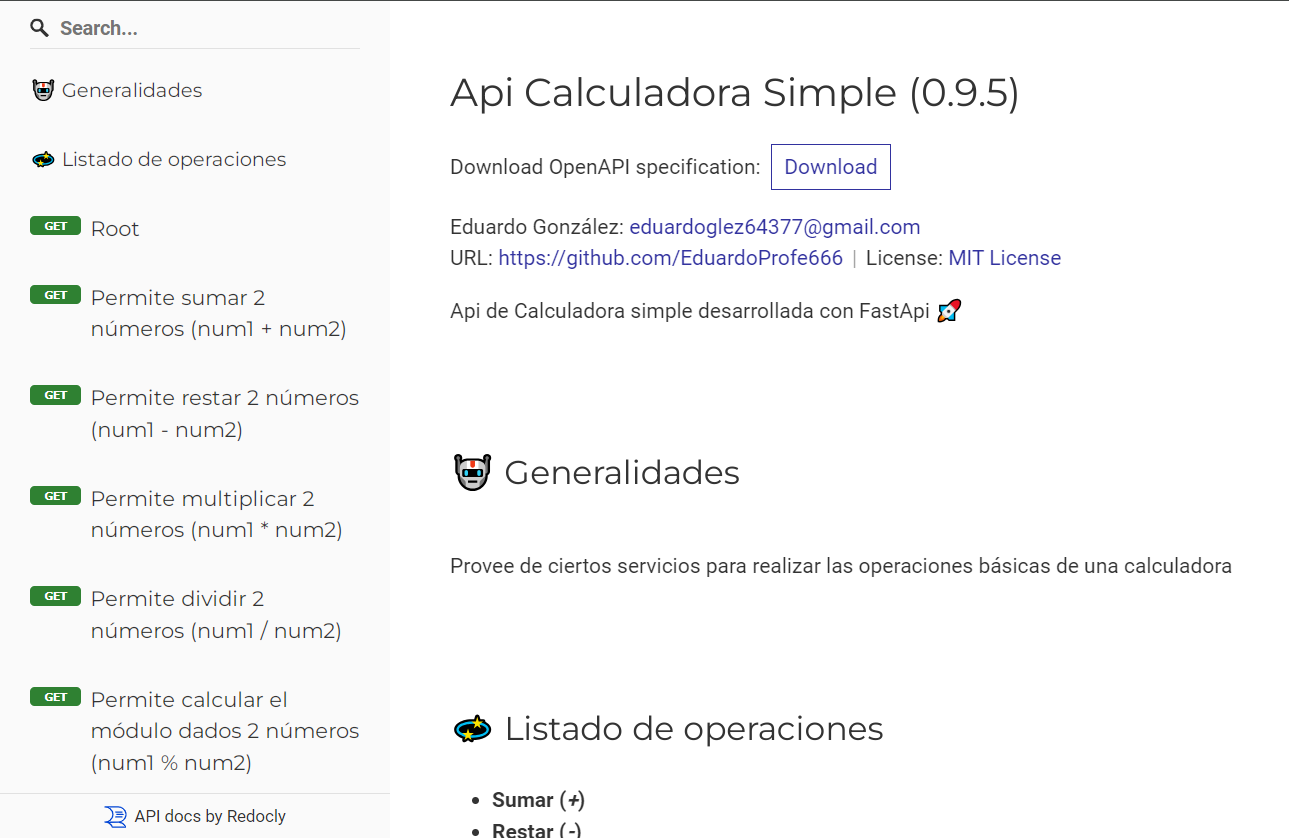 Search...
Generalidades
Listado de operaciones
GET Root
GET Permite sumar 2
números (num1 + num2)
GET Permite restar 2 números
(num1 - num2)
GET Permite multiplicar 2
números (num1 * num2)
GET Permite dividir 2
números (num1 / num2)
GET Permite calcular el
módulo dados 2 números
(num1 % num2)
API docs by Redocly
Api Calculadora Simple (0.9.5)
Download OpenAPI specification: Download
Eduardo González: eduardoglez64377@gmail.com
URL: https://github.com/EduardoProfe666 | License: MIT License
Api de Calculadora simple desarrollada con FastApi 🚀
Generalidades
Provee de ciertos servicios para realizar las operaciones básicas de una calculadora
Listado de operaciones
• Sumar (+)
• Restar (-)